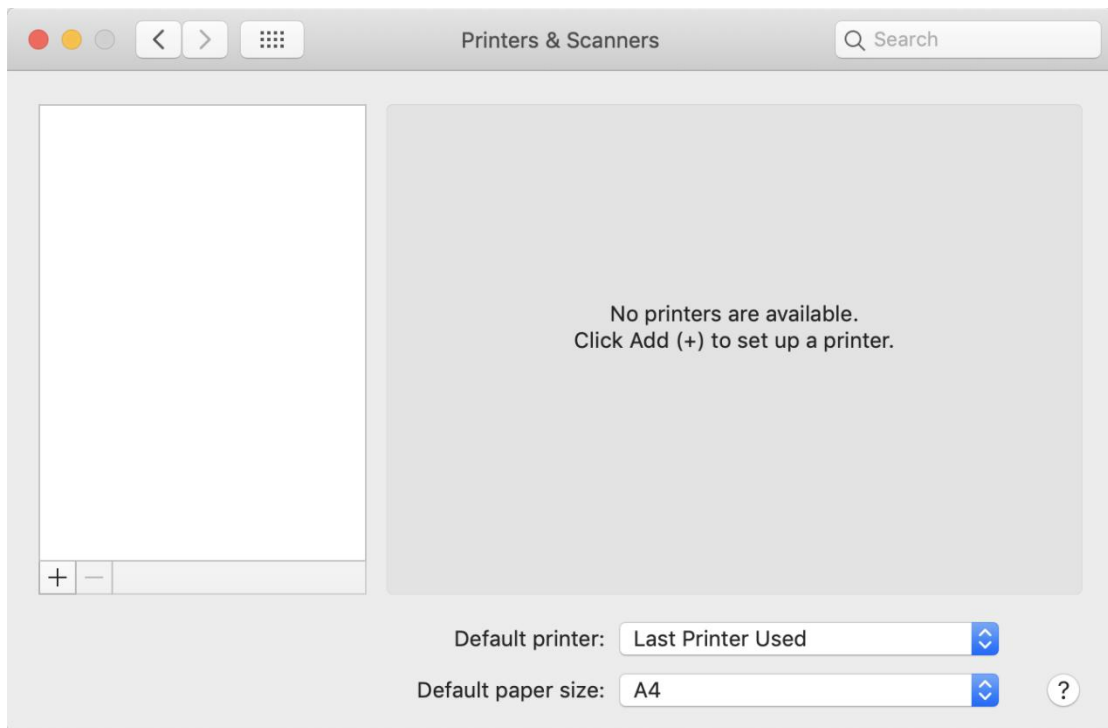 Printers & Scanners
Search
No printers are available.
Click Add (+) to set up a printer.
Default printer: Last Printer Used
Default paper size: A4
?